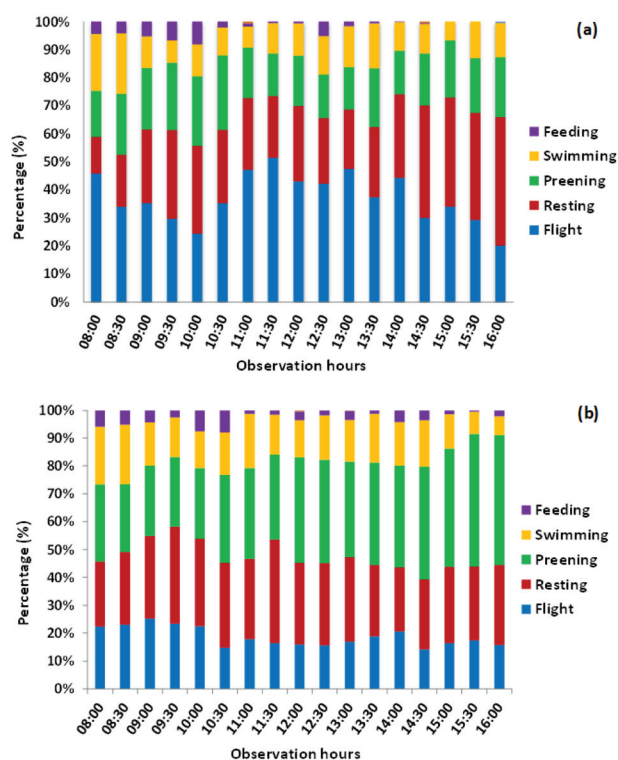 (a)
Percentage (%)
100%
90%
80%
70%
60%
50%
40%
30%
20%
10%
0%
Feeding
Swimming
Preening
Resting
Flight
08:00 08:30 09:00 09:30 10:00 10:30 11:00 11:30 12:00 12:30 13:00 13:30 14:00 14:30 15:00 15:30 16:00
Observation hours
(b)
Percentage (%)
100%
90%
80%
70%
60%
50%
40%
30%
20%
10%
0%
Feeding
Swimming
Preening
Resting
Flight
08:00 08:30 09:00 09:30 10:00 10:30 11:00 11:30 12:00 12:30 13:00 13:30 14:00 14:30 15:00 15:30 16:00
Observation hours